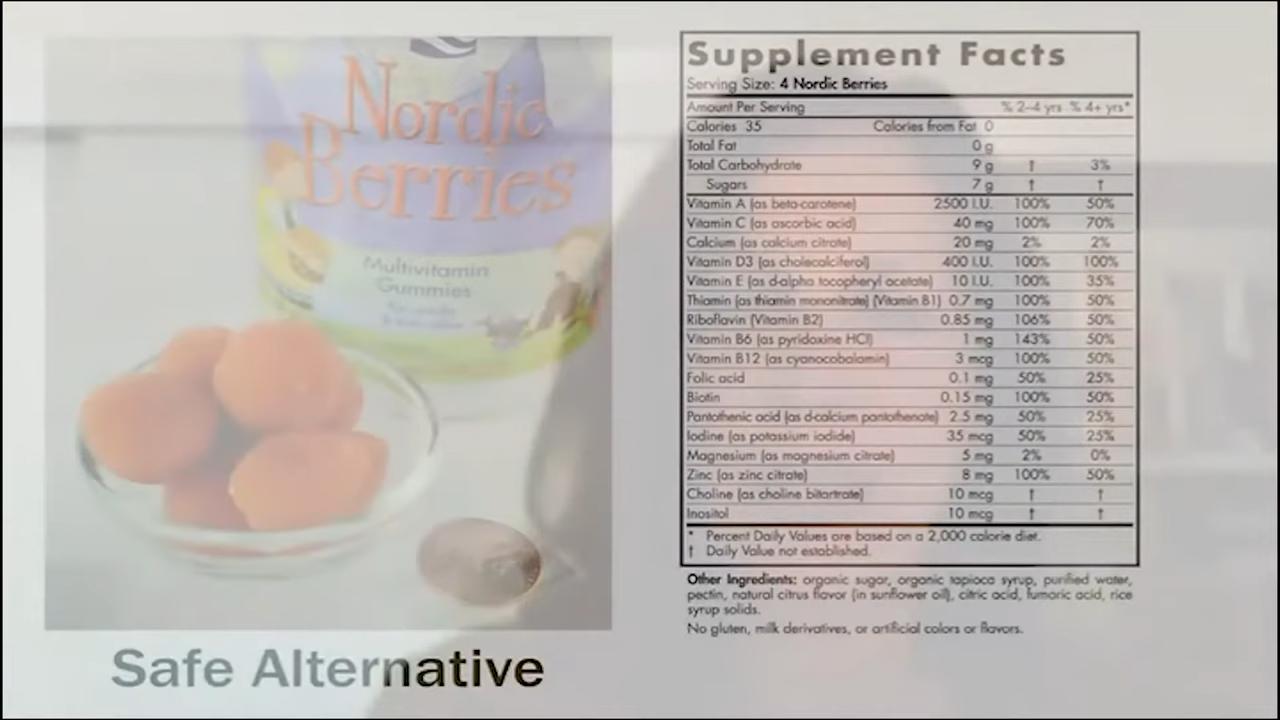 Nordic
Berries
Multivitamin
Gummies
Safe Alternative
Supplement Facts
Serving Size: 4 Nordic Berries
Amount Per Serving % 2-4 yrs % 4+ yrs*
Calories 35 Calories from Fat 0
Total Fat 0 g
Total Carbohydrate 9 g † 3%
Sugars 7 g † †
Vitamin A (as beta-carotene) 2500 I.U. 100% 50%
Vitamin C (as ascorbic acid) 40 mg 100% 70%
Calcium (as calcium citrate) 20 mg 2% 2%
Vitamin D3 (as cholecalciferol) 400 I.U. 100% 100%
Vitamin E (as d-alpha tocopheryl acetate) 10 I.U. 100% 35%
Thiamin (as thiamin mononitrate) (Vitamin B1) 0.7 mg 100% 50%
Riboflavin (Vitamin B2) 0.85 mg 106% 50%
Vitamin B6 (as pyridoxine HCl) 1 mg 143% 50%
Vitamin B12 (as cyanocobalamin) 3 mcg 100% 50%
Folic acid 0.1 mg 50% 25%
Biotin 0.15 mg 100% 50%
Pantothenic acid (as d-calcium pantothenate) 2.5 mg 50% 25%
Iodine (as potassium iodide) 35 mcg 50% 25%
Magnesium (as magnesium citrate) 5 mg 2% 0%
Zinc (as zinc citrate) 8 mg 100% 50%
Choline (as choline bitartrate) 10 mcg † †
Inositol 10 mcg † †
* Percent Daily Values are based on a 2,000 calorie diet.
† Daily Value not established.
Other Ingredients: organic sugar, organic tapioca syrup, purified water,
pectin, natural citrus flavor (in sunflower oil), citric acid, fumaric acid, rice
syrup solids.
No gluten, milk derivatives, or artificial colors or flavors.